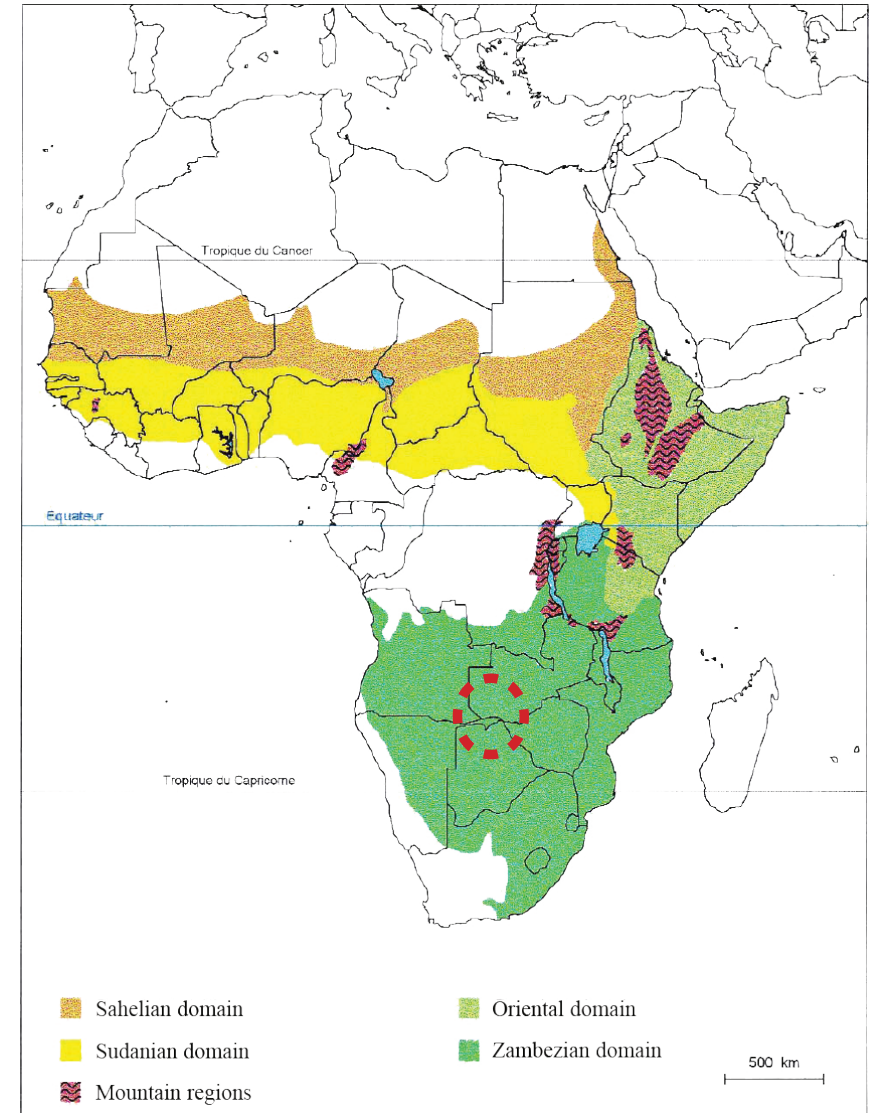 Tropique du Cancer
Equateur
Tropique du Capricorne
Sahelian domain
Oriental domain
Sudanian domain
Zambezian domain
500 km
Mountain regions